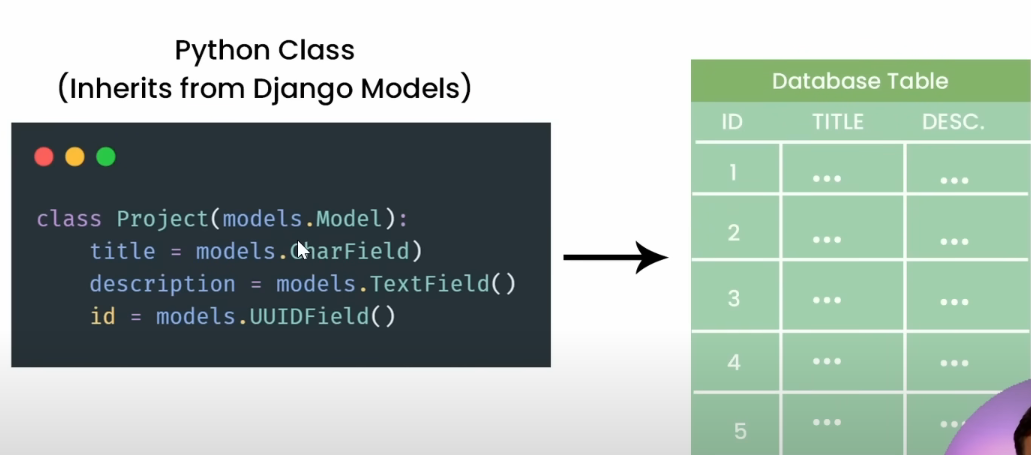 Python Class
(Inherits from Django Models)
class Project(models.Model):
title = models.CharField)
description = models.TextField()
id = models.UUIDField()
Database Table
ID TITLE DESC.
1 ... ...
2 ... ...
3 ... ...
4 ... ...
5 ... ...